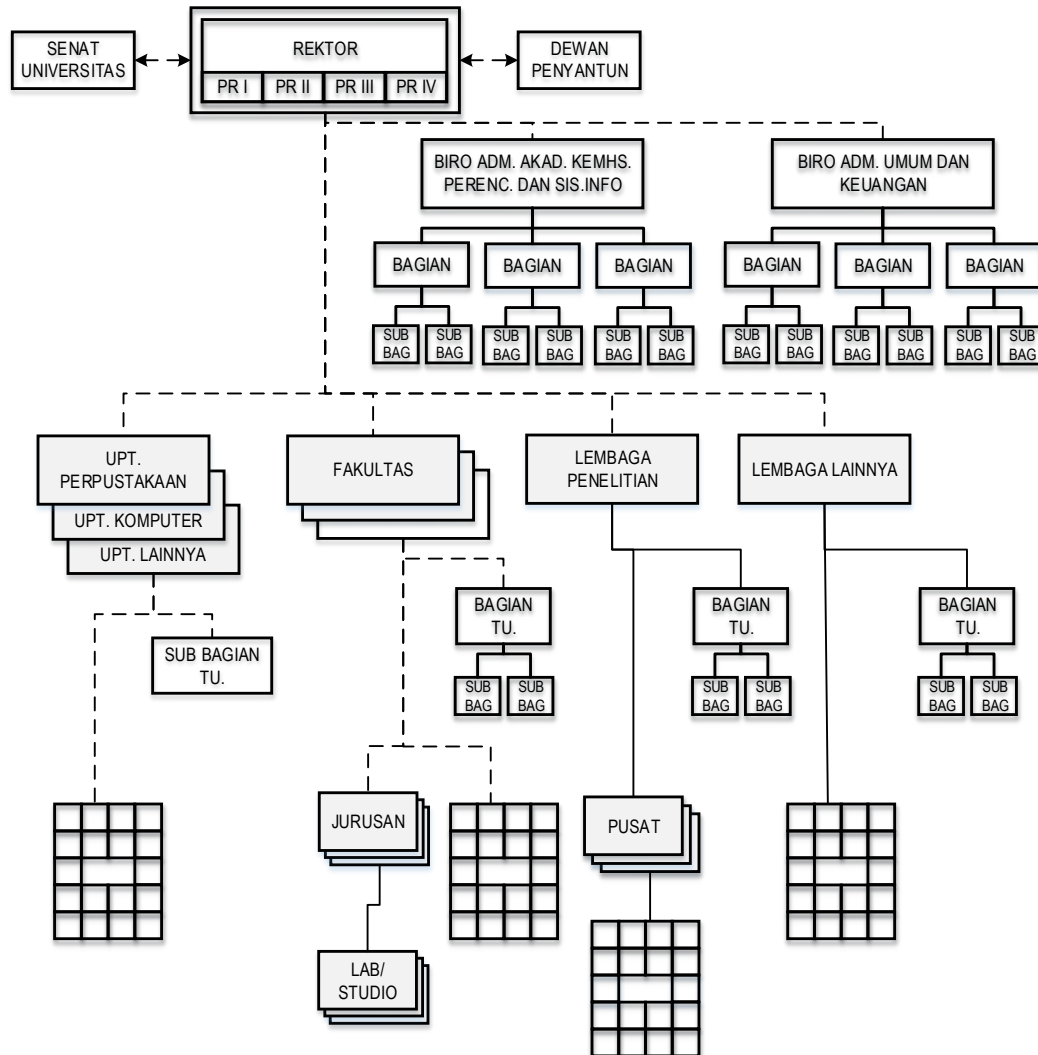 SENAT
UNIVERSITAS
REKTOR
PR I
PR II
PR III
PR IV
DEWAN
PENYANTUN
BIRO ADM. AKAD. KEMHS.
PERENC. DAN SIS.INFO
BIRO ADM. UMUM DAN
KEUANGAN
BAGIAN
BAGIAN
BAGIAN
BAGIAN
BAGIAN
BAGIAN
SUB
BAG
SUB
BAG
SUB
BAG
SUB
BAG
SUB
BAG
SUB
BAG
SUB
BAG
SUB
BAG
SUB
BAG
SUB
BAG
SUB
BAG
SUB
BAG
UPT.
PERPUSTAKAAN
UPT. KOMPUTER
UPT. LAINNYA
FAKULTAS
LEMBAGA
PENELITIAN
LEMBAGA LAINNYA
SUB BAGIAN
TU.
BAGIAN
TU.
SUB
BAG
SUB
BAG
BAGIAN
TU.
SUB
BAG
SUB
BAG
BAGIAN
TU.
SUB
BAG
SUB
BAG
JURUSAN
PUSAT
LAB/
STUDIO